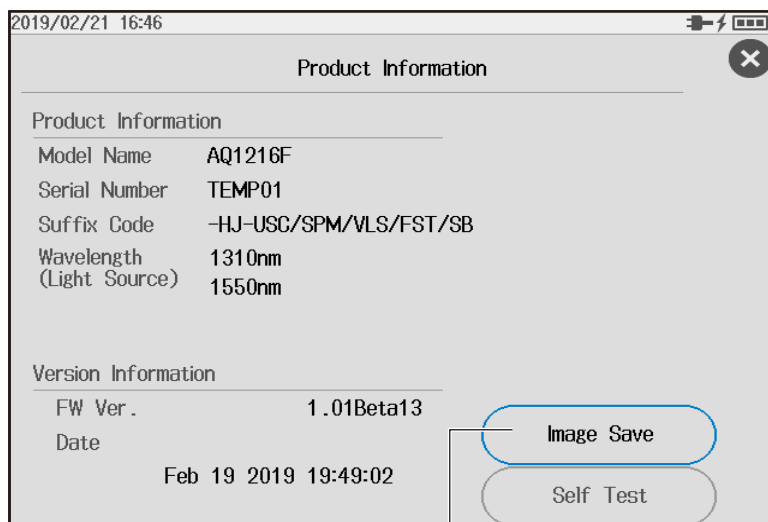 2019/02/21 16:46
Product Information
Product Information
Model Name AQ1216F
Serial Number TEMP01
Suffix Code -HJ-USC/SPM/VLS/FST/SB
Wavelength 1310nm
(Light Source) 1550nm
Version Information
FW Ver. 1.01Beta13
Date
Feb 19 2019 19:49:02
Image Save
Self Test